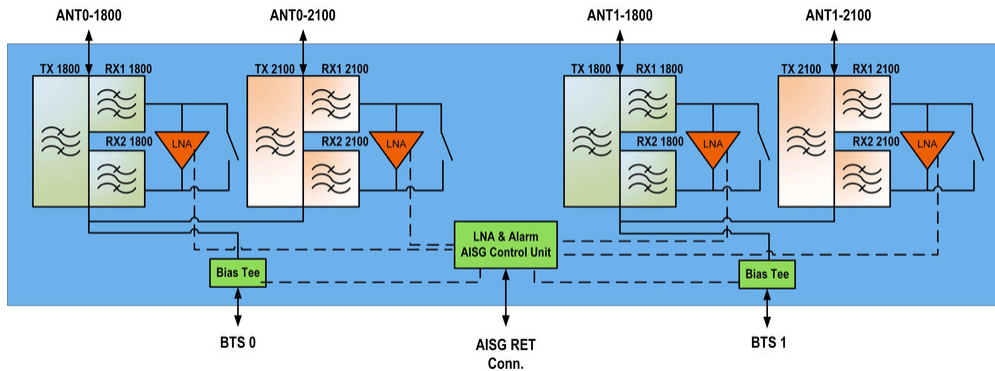 ANT0-1800
ANT0-2100
ANT1-1800
ANT1-2100
TX 1800
RX1 1800
TX 2100
RX1 2100
TX 1800
RX1 1800
TX 2100
RX1 2100
LNA
LNA
LNA
LNA
RX2 1800
RX2 2100
RX2 1800
RX2 2100
LNA & Alarm
AISG Control Unit
Bias Tee
Bias Tee
BTS 0
AISG RET
Conn.
BTS 1